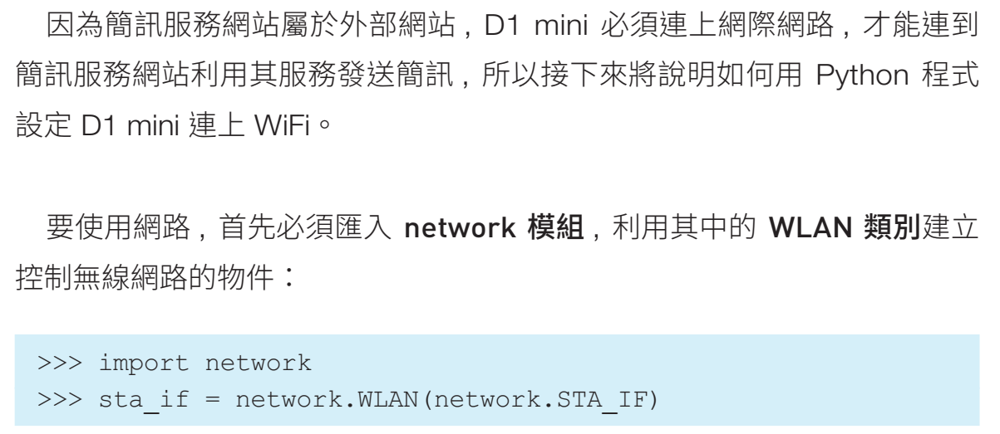 因為簡訊服務網站屬於外部網站, D1 mini 必須連上網際網路, 才能連到
簡訊服務網站利用其服務發送簡訊, 所以接下來將說明如何用 Python 程式
設定 D1 mini 連上 WiFi。
要使用網路, 首先必須匯入 network 模組, 利用其中的 WLAN 類別建立
控制無線網路的物件：
>>> import network
>>> sta_if = network.WLAN(network.STA_IF)